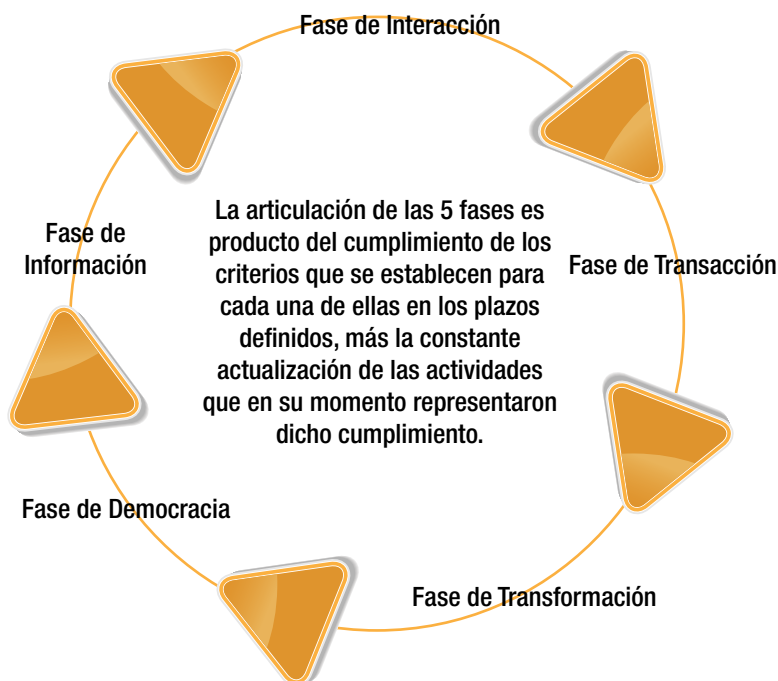 Fase de Interacción
La articulación de las 5 fases es
producto del cumplimiento de los
criterios que se establecen para
cada una de ellas en los plazos
definidos, más la constante
actualización de las actividades
que en su momento representaron
dicho cumplimiento.
Fase de
Información
Fase de Transacción
Fase de Democracia
Fase de Transformación